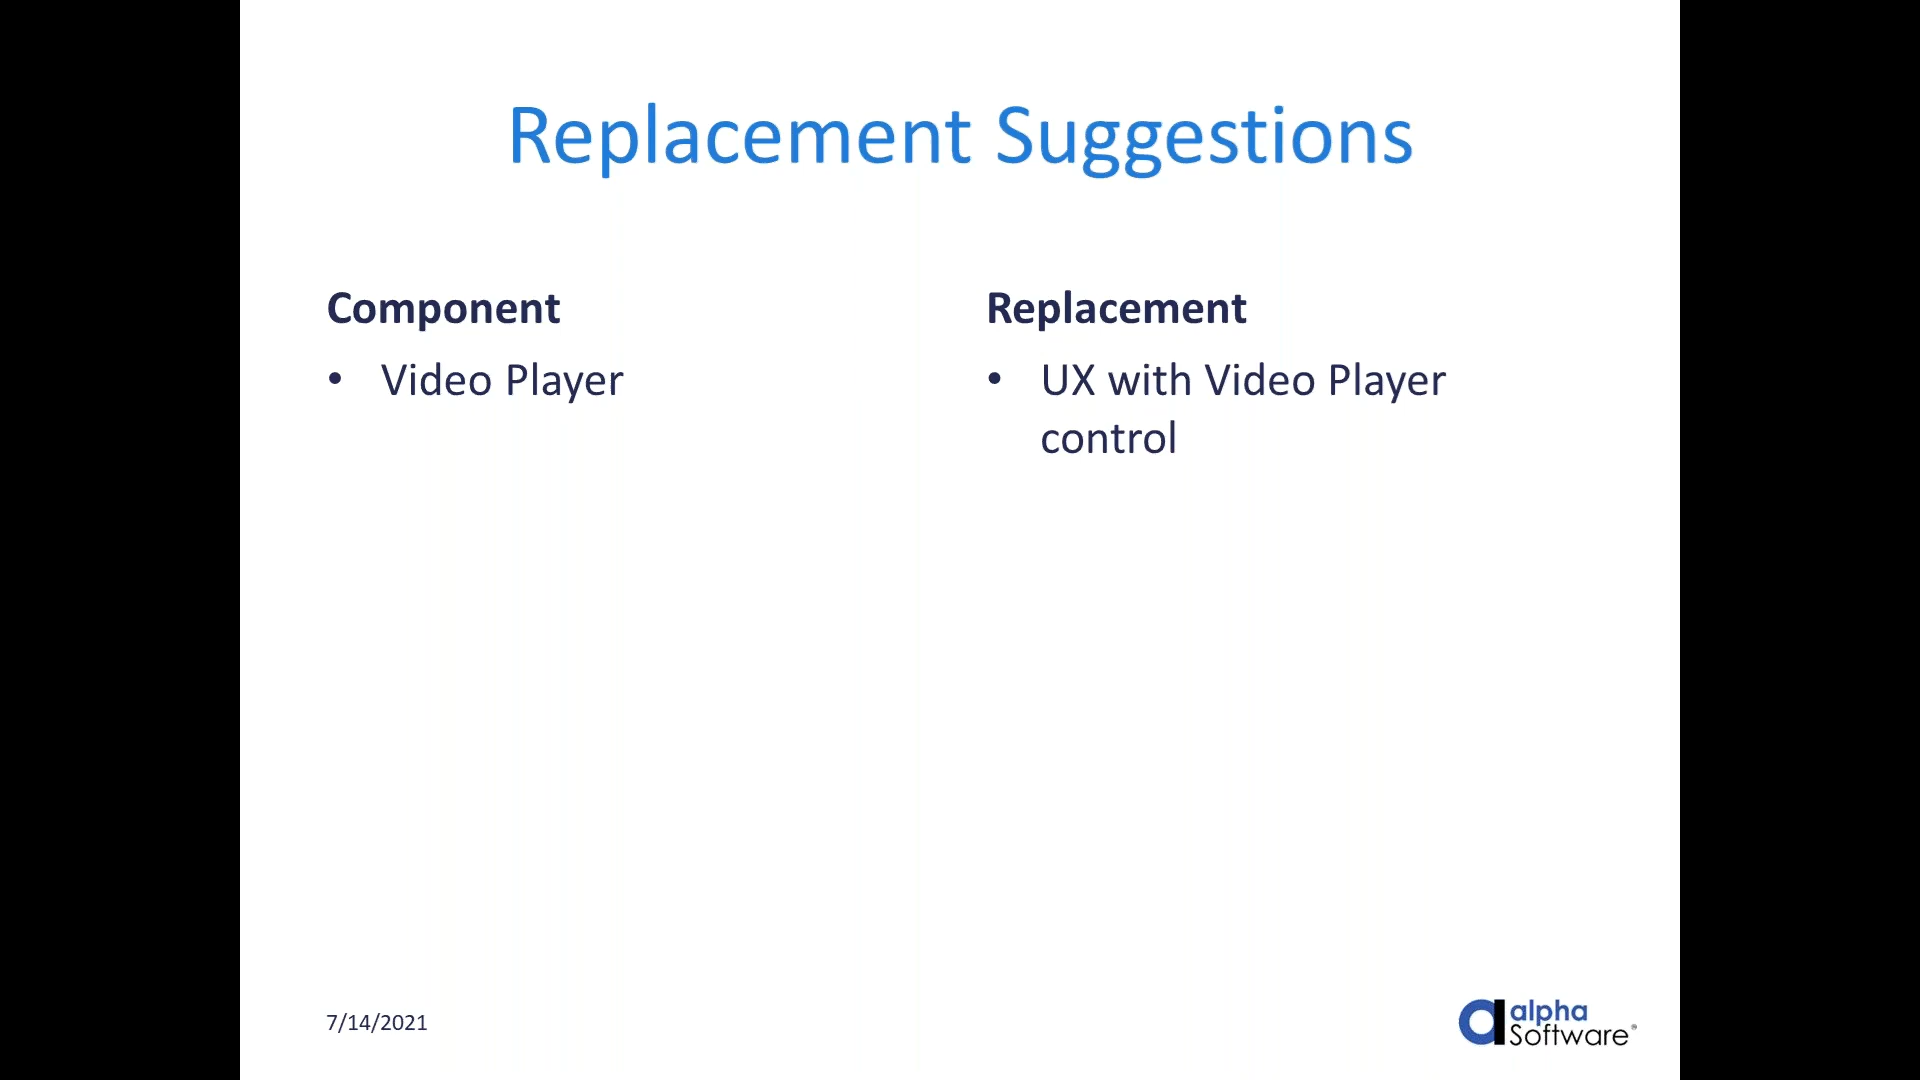 Replacement Suggestions
Component
• Video Player
Replacement
• UX with Video Player
control
7/14/2021
alpha
Software®